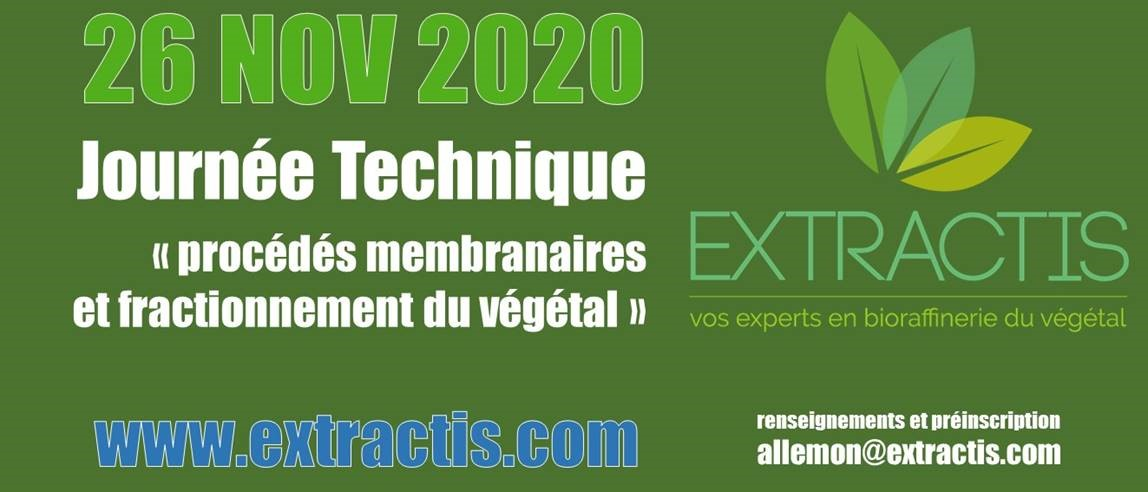 26 NOV 2020
Journée Technique
« procédés membranaires
et fractionnement du végétal »
www.extractis.com
EXTRACTIS
vos experts en bioraffinerie du végétal
renseignements et préinscription
allemon@extractis.com